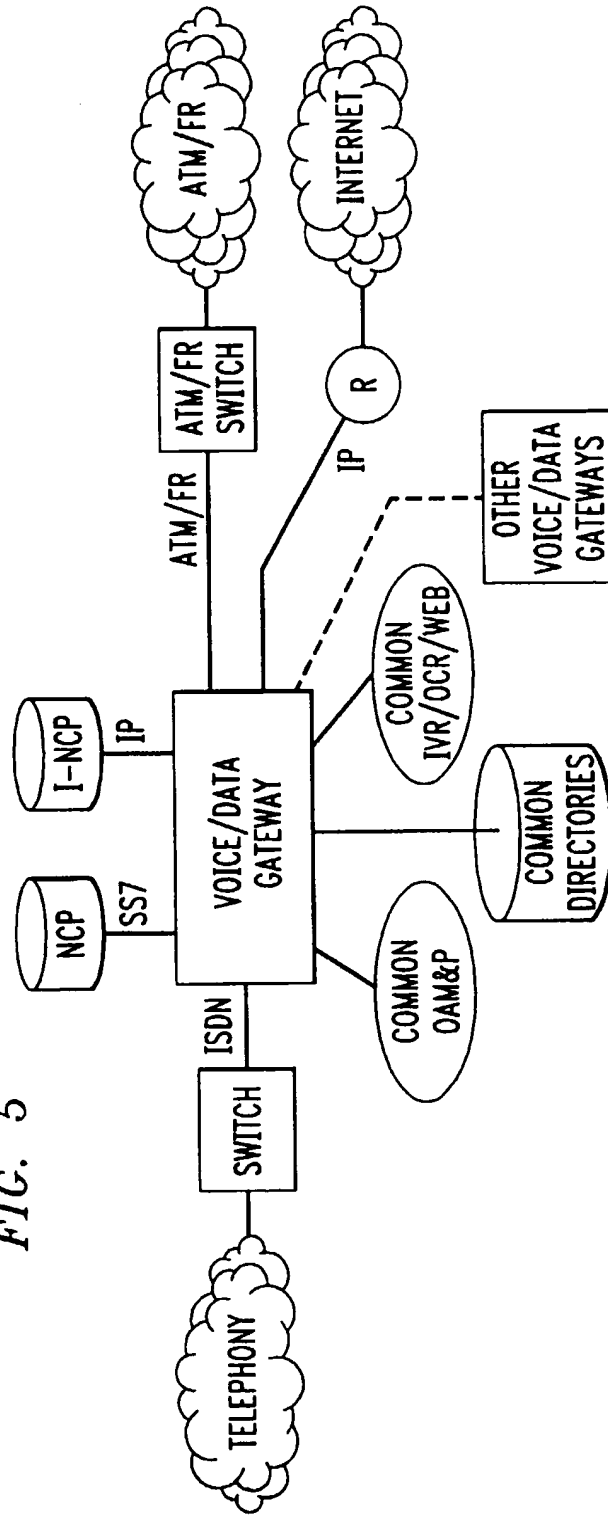 FIG. 5
NCP
I-NCP
SS7
IP
TELEPHONY
SWITCH
ISDN
VOICE/DATA
GATEWAY
ATM/FR
ATM/FR
SWITCH
ATM/FR
IP
R
INTERNET
COMMON
OAM&P
COMMON
DIRECTORIES
COMMON
IVR/OCR/WEB
OTHER
VOICE/DATA
GATEWAYS